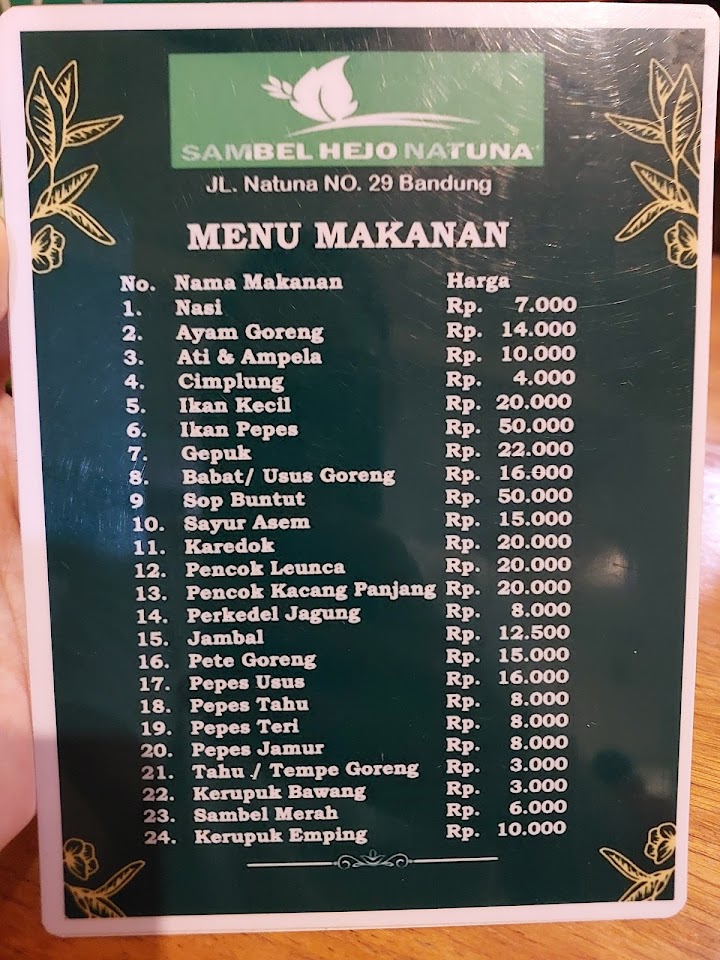 SAMBEL HEJO NATUNA
JL. Natuna NO. 29 Bandung
MENU MAKANAN
No. Nama Makanan Harga
1. Nasi Rp. 7.000
2. Ayam Goreng Rp. 14.000
3. Ati & Ampela Rp. 10.000
4. Cimplung Rp. 4.000
5. Ikan Kecil Rp. 20.000
6. Ikan Pepes Rp. 50.000
7. Gepuk Rp. 22.000
8. Babat/ Usus Goreng Rp. 16.000
9 Sop Buntut Rp. 50.000
10. Sayur Asem Rp. 15.000
11. Karedok Rp. 20.000
12. Pencok Leunca Rp. 20.000
13. Pencok Kacang Panjang Rp. 20.000
14. Perkedel Jagung Rp. 8.000
15. Jambal Rp. 12.500
16. Pete Goreng Rp. 15.000
17. Pepes Usus Rp. 16.000
18. Pepes Tahu Rp. 8.000
19. Pepes Teri Rp. 8.000
20. Pepes Jamur Rp. 8.000
21. Tahu / Tempe Goreng Rp. 3.000
22. Kerupuk Bawang Rp. 3.000
23. Sambel Merah Rp. 6.000
24. Kerupuk Emping Rp. 10.000